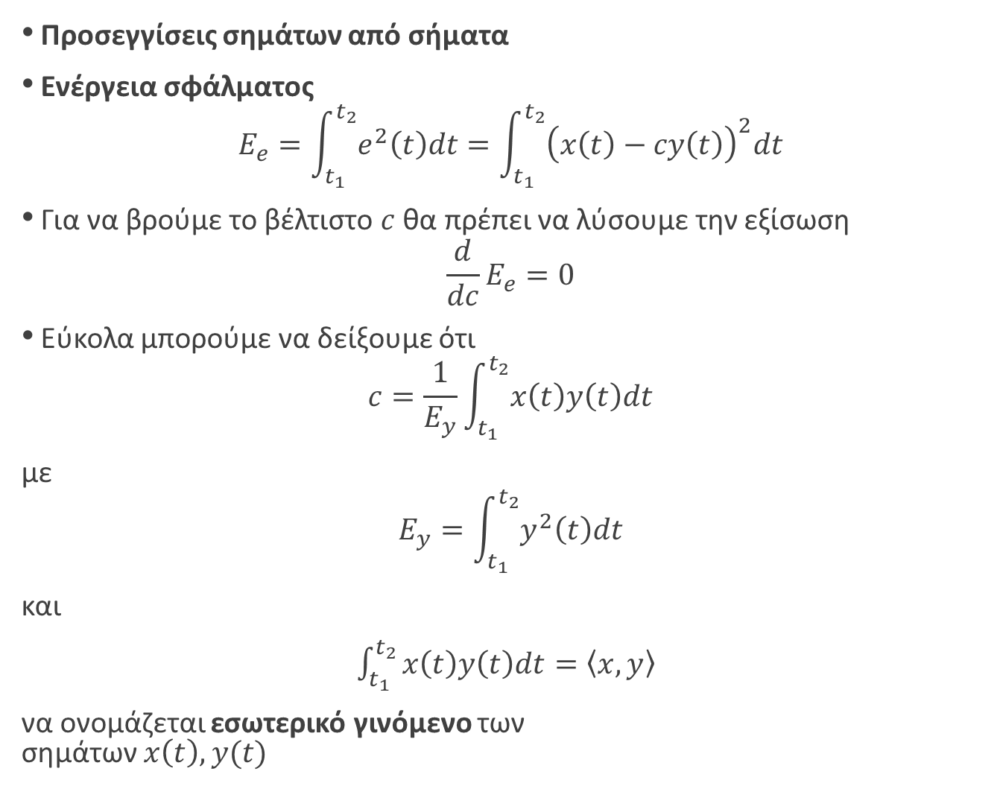 • Προσεγγίσεις σημάτων από σήματα
• Ενέργεια σφάλματος
$E_e = \int_{t_1}^{t_2} e^2(t)dt = \int_{t_1}^{t_2} \left(x(t) - cy(t)\right)^2 dt$
• Για να βρούμε το βέλτιστο $c$ θα πρέπει να λύσουμε την εξίσωση
$\frac{d}{dc} E_e = 0$
• Εύκολα μπορούμε να δείξουμε ότι
$c = \frac{1}{E_y} \int_{t_1}^{t_2} x(t)y(t)dt$
με
$E_y = \int_{t_1}^{t_2} y^2(t)dt$
και
$\int_{t_1}^{t_2} x(t)y(t)dt = \langle x, y \rangle$
να ονομάζεται εσωτερικό γινόμενο των
σημάτων $x(t), y(t)$